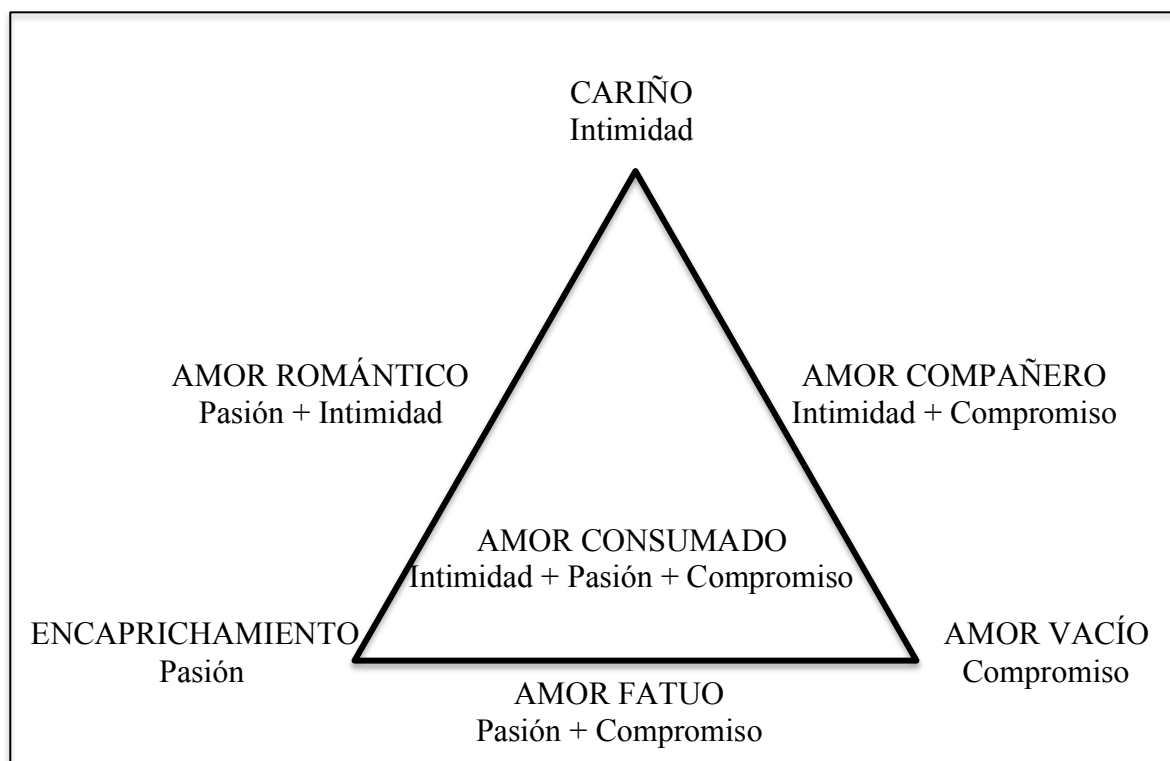 CARIÑO
Intimidad
AMOR ROMÁNTICO
Pasión + Intimidad
AMOR COMPAÑERO
Intimidad + Compromiso
AMOR CONSUMADO
Intimidad + Pasión + Compromiso
ENCAPRICHAMIENTO
Pasión
AMOR VACÍO
Compromiso
AMOR FATUO
Pasión + Compromiso